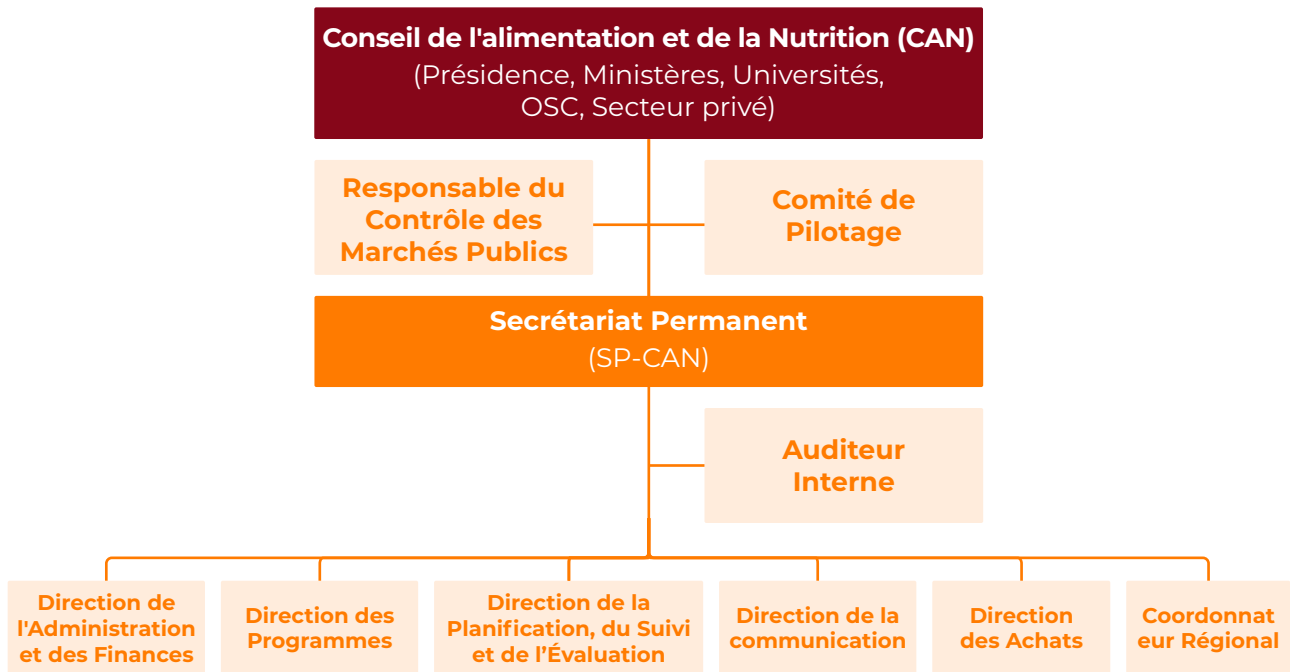 Conseil de l'alimentation et de la Nutrition (CAN)
(Présidence, Ministères, Universités,
OSC, Secteur privé)
Responsable du
Contrôle des
Marchés Publics
Comité de
Pilotage
Secrétariat Permanent
(SP-CAN)
Auditeur
Interne
Direction de
l'Administration
et des Finances
Direction des
Programmes
Direction de la
Planification, du Suivi
et de l’Évaluation
Direction de la
communication
Direction
des Achats
Coordonnat
eur Régional